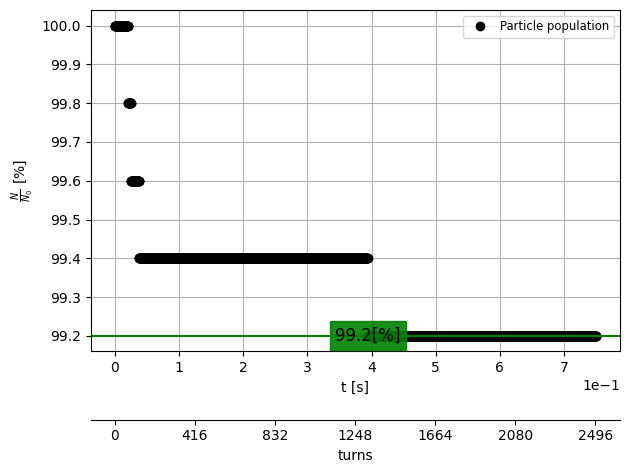 Particle population
100.0
99.9
99.8
99.7
99.6
99.5
99.4
99.3
99.2
N/N₀ [%]
99.2[%]
0 1 2 3 4 5 6 7
1e−1
t [s]
0 416 832 1248 1664 2080 2496
turns